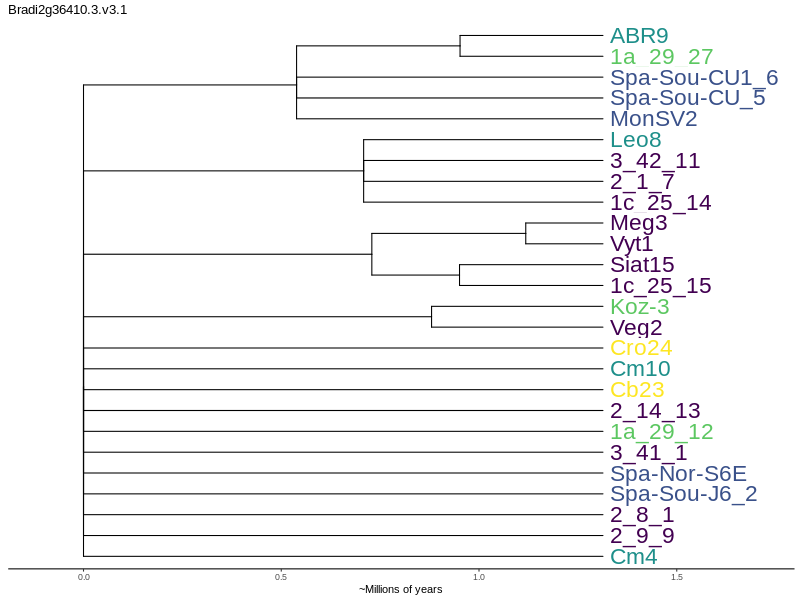 Bradi2g36410.3.v3.1
ABR9
1a_29_27
Spa-Sou-CU1_6
Spa-Sou-CU_5
MonSV2
Leo8
3_42_11
2_1_7
1c_25_14
Meg3
Vyt1
Siat15
1c_25_15
Koz-3
Veg2
Cro24
Cm10
Cb23
2_14_13
1a_29_12
3_41_1
Spa-Nor-S6E
Spa-Sou-J6_2
2_8_1
2_9_9
Cm4
0.0 0.5 1.0 1.5
~Millions of years